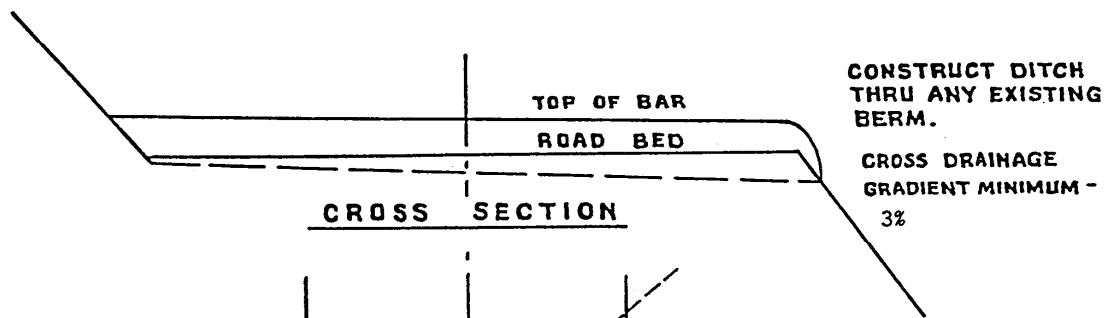 TOP OF BAR
ROAD BED
CROSS SECTION
CONSTRUCT DITCH
THRU ANY EXISTING
BERM.
CROSS DRAINAGE
GRADIENT MINIMUM -
3%